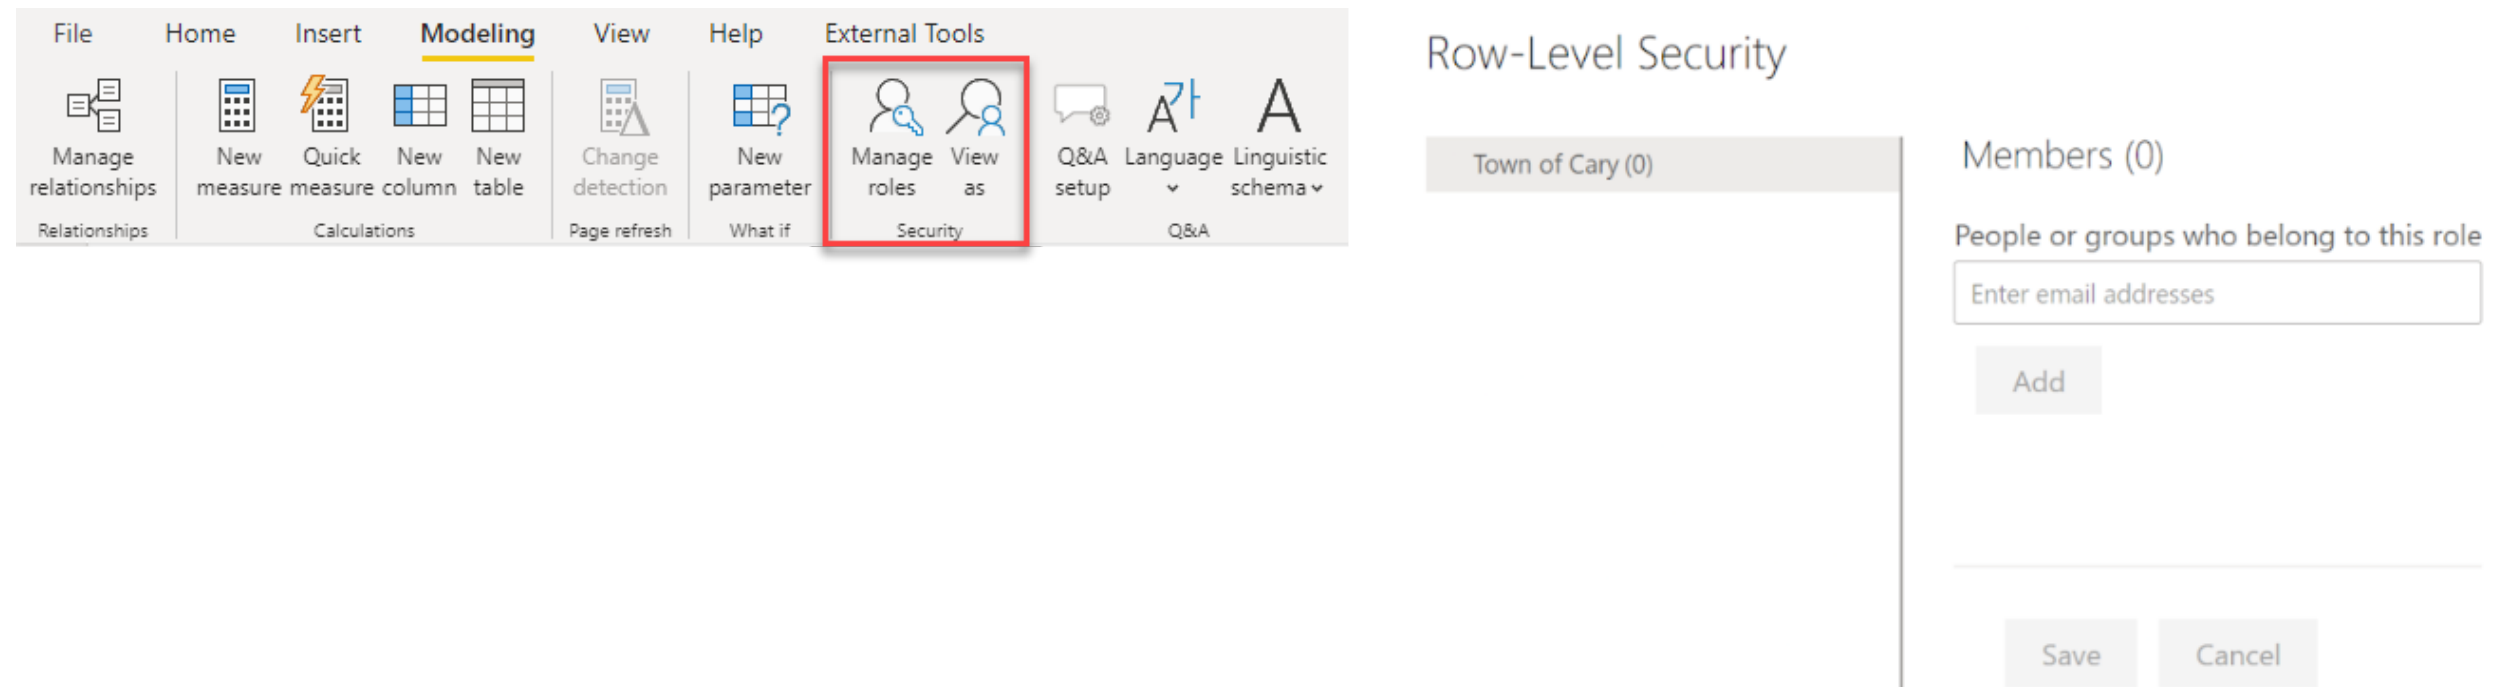 File Home Insert Modeling View Help External Tools
Manage relationships
New measure
Quick measure
New column
New table
Change detection
New parameter
Manage roles
View as
Q&A setup
Language
Linguistic schema
A가
A
Relationships
Calculations
Page refresh
What if
Security
Q&A
Row-Level Security
Town of Cary (0)
Members (0)
People or groups who belong to this role
Enter email addresses
Add
Save
Cancel